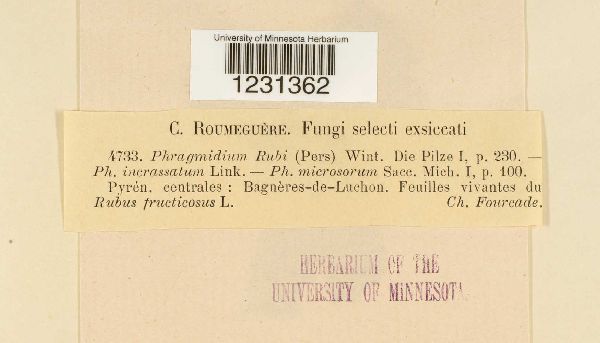 University of Minnesota Herbarium
1231362
C. ROUMEGUÈRE. Fungi selecti exsiccati
4733. Phragmidium Rubi (Pers) Wint. Die Pilze I, p. 230. —
Ph. incrassatum Link. — Ph. microsorum Sacc. Mich. I, p. 100.
Pyrén. centrales : Bagnères-de-Luchon. Feuilles vivantes du
Rubus fructicosus L. Ch. Fourcade.
HERBARIUM OF THE
UNIVERSITY OF MINNESOTA.